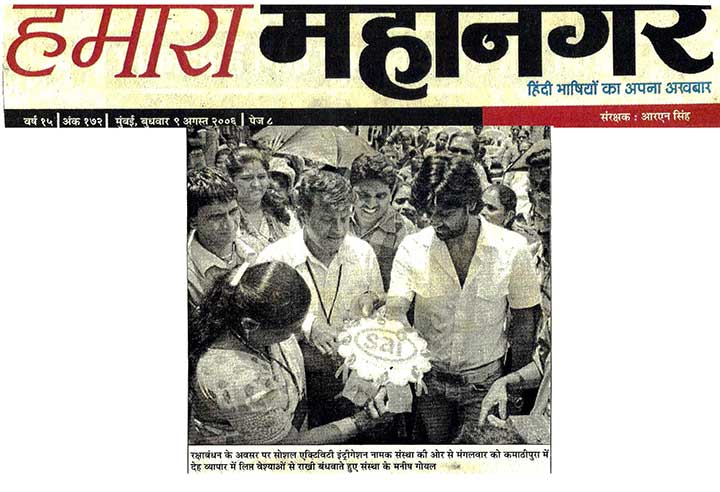 हमारा महानगर
हिंदी भाषियों का अपना अखबार
वर्ष १५ | अंक १७२ | मुंबई, बुधवार ९ अगस्त २००६ | पेज ८
संरक्षक : आरएन सिंह
sai
रक्षाबंधन के अवसर पर सोशल एक्टिविटी इंट्रीगेशन नामक संस्था की ओर से मंगलवार को कमाठीपुरा में
देह व्यापार में लिप्त वेश्याओं से राखी बंधवाते हुए संस्था के मनीष गोयल